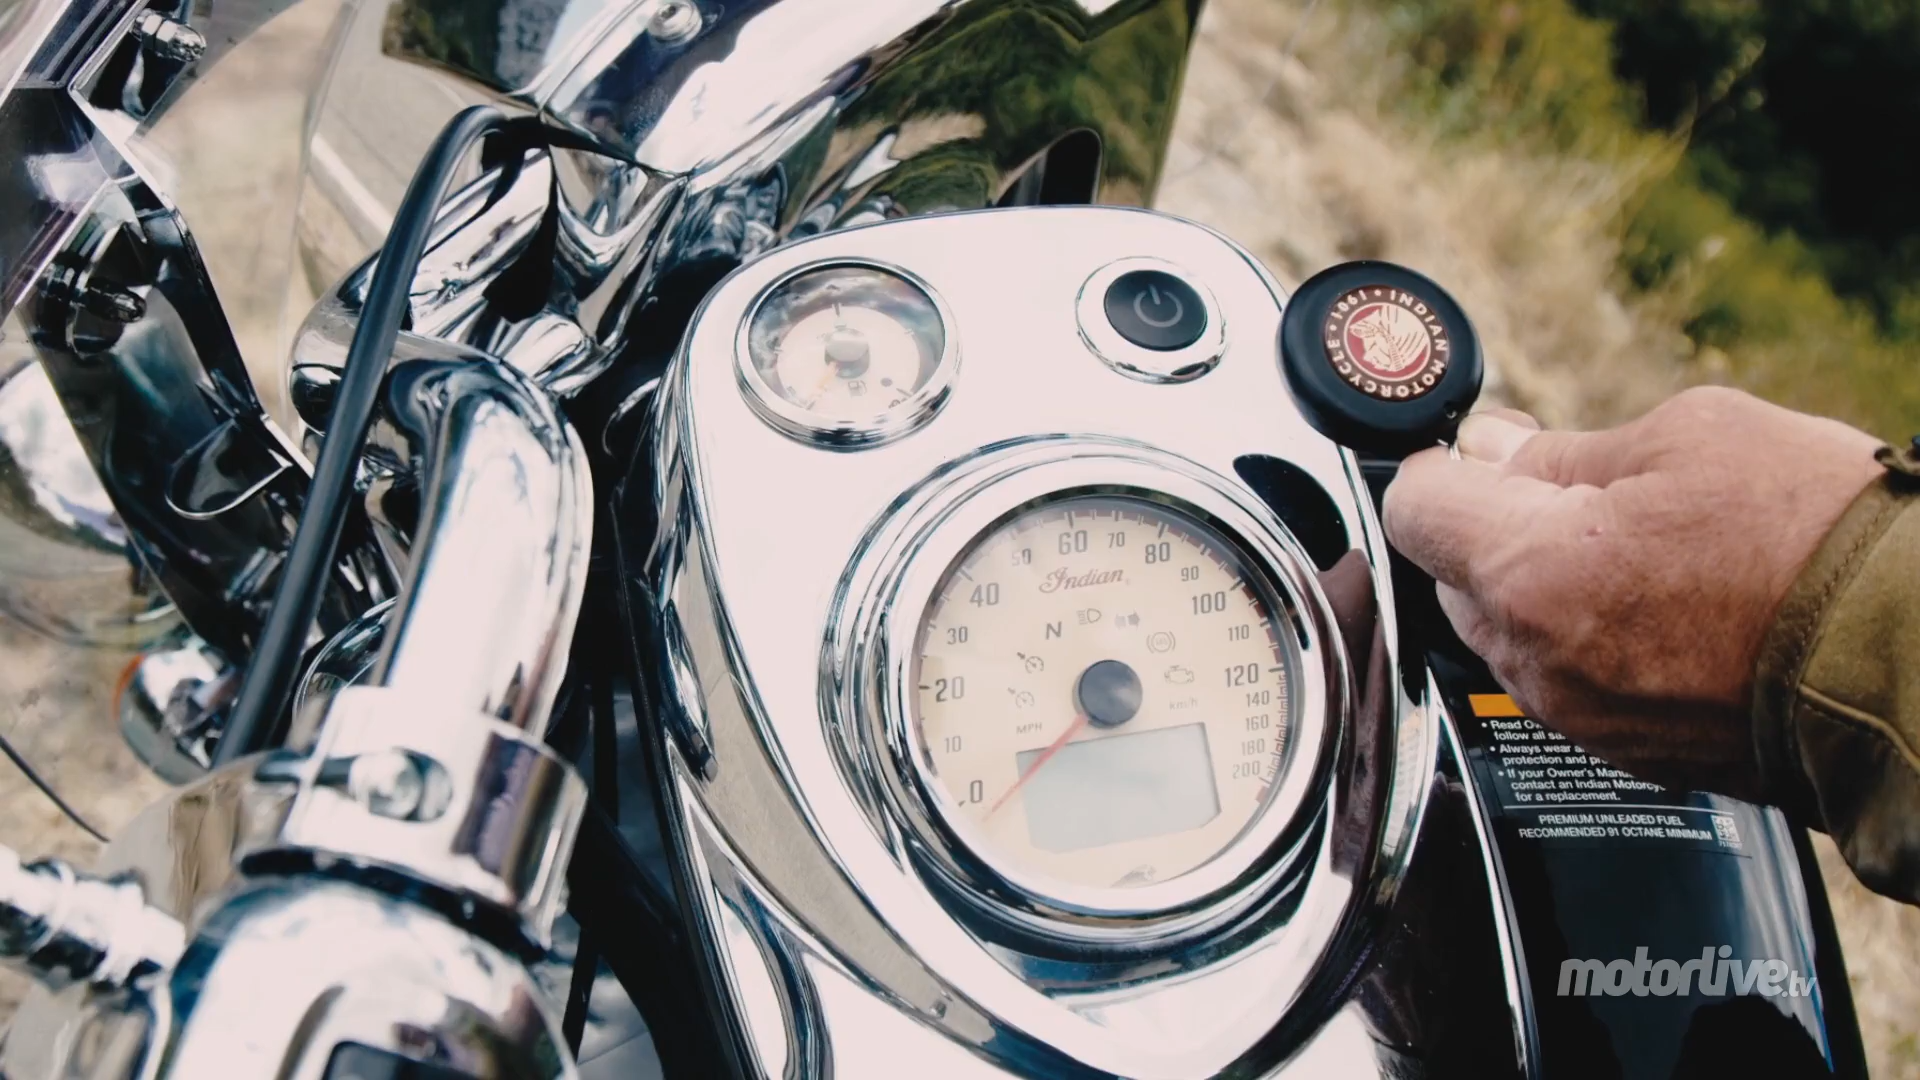 INDIAN MOTORCYCLE • 1901 •
60
50
70
80
40
90
Indian
100
30
N
110
20
120
140
km/h
MPH
160
10
180
200
0
• Read Ow
follow all sa
• Always wear a
protection and pr
• If your Owner's Manu
contact an Indian Motorcy
for a replacement.
PREMIUM UNLEADED FUEL
RECOMMENDED 91 OCTANE MINIMUM
motorlive.tv